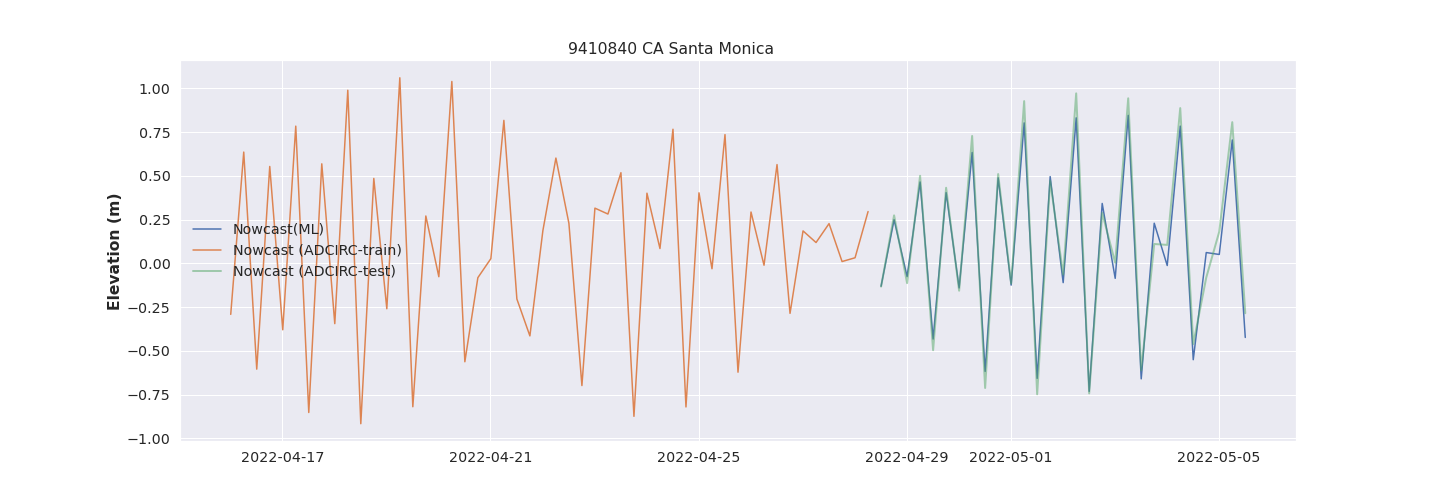 9410840 CA Santa Monica
Elevation (m)
1.00
0.75
0.50
0.25
0.00
−0.25
−0.50
−0.75
−1.00
Nowcast(ML)
Nowcast (ADCIRC-train)
Nowcast (ADCIRC-test)
2022-04-17 2022-04-21 2022-04-25 2022-04-29 2022-05-01 2022-05-05